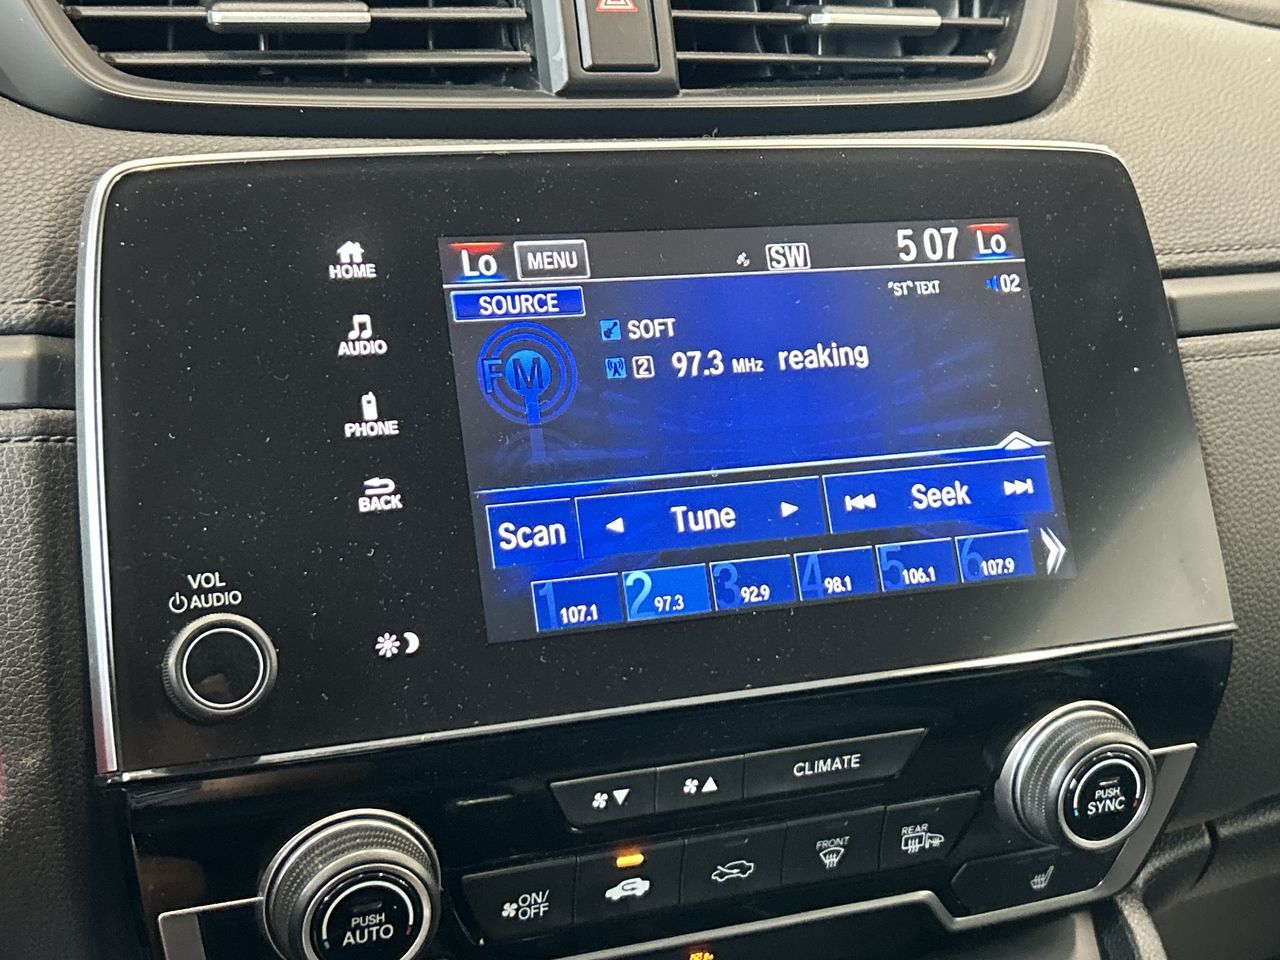 Lo MENU SW 5 07 Lo
SOURCE "ST" TEXT 02
SOFT
FM
2 97.3 MHz reaking
Scan Tune Seek
1 107.1 2 97.3 3 92.9 4 98.1 5 106.1 6 107.9
HOME
AUDIO
PHONE
BACK
VOL
AUDIO
CLIMATE
PUSH
SYNC
ON/
OFF
FRONT
REAR
PUSH
AUTO